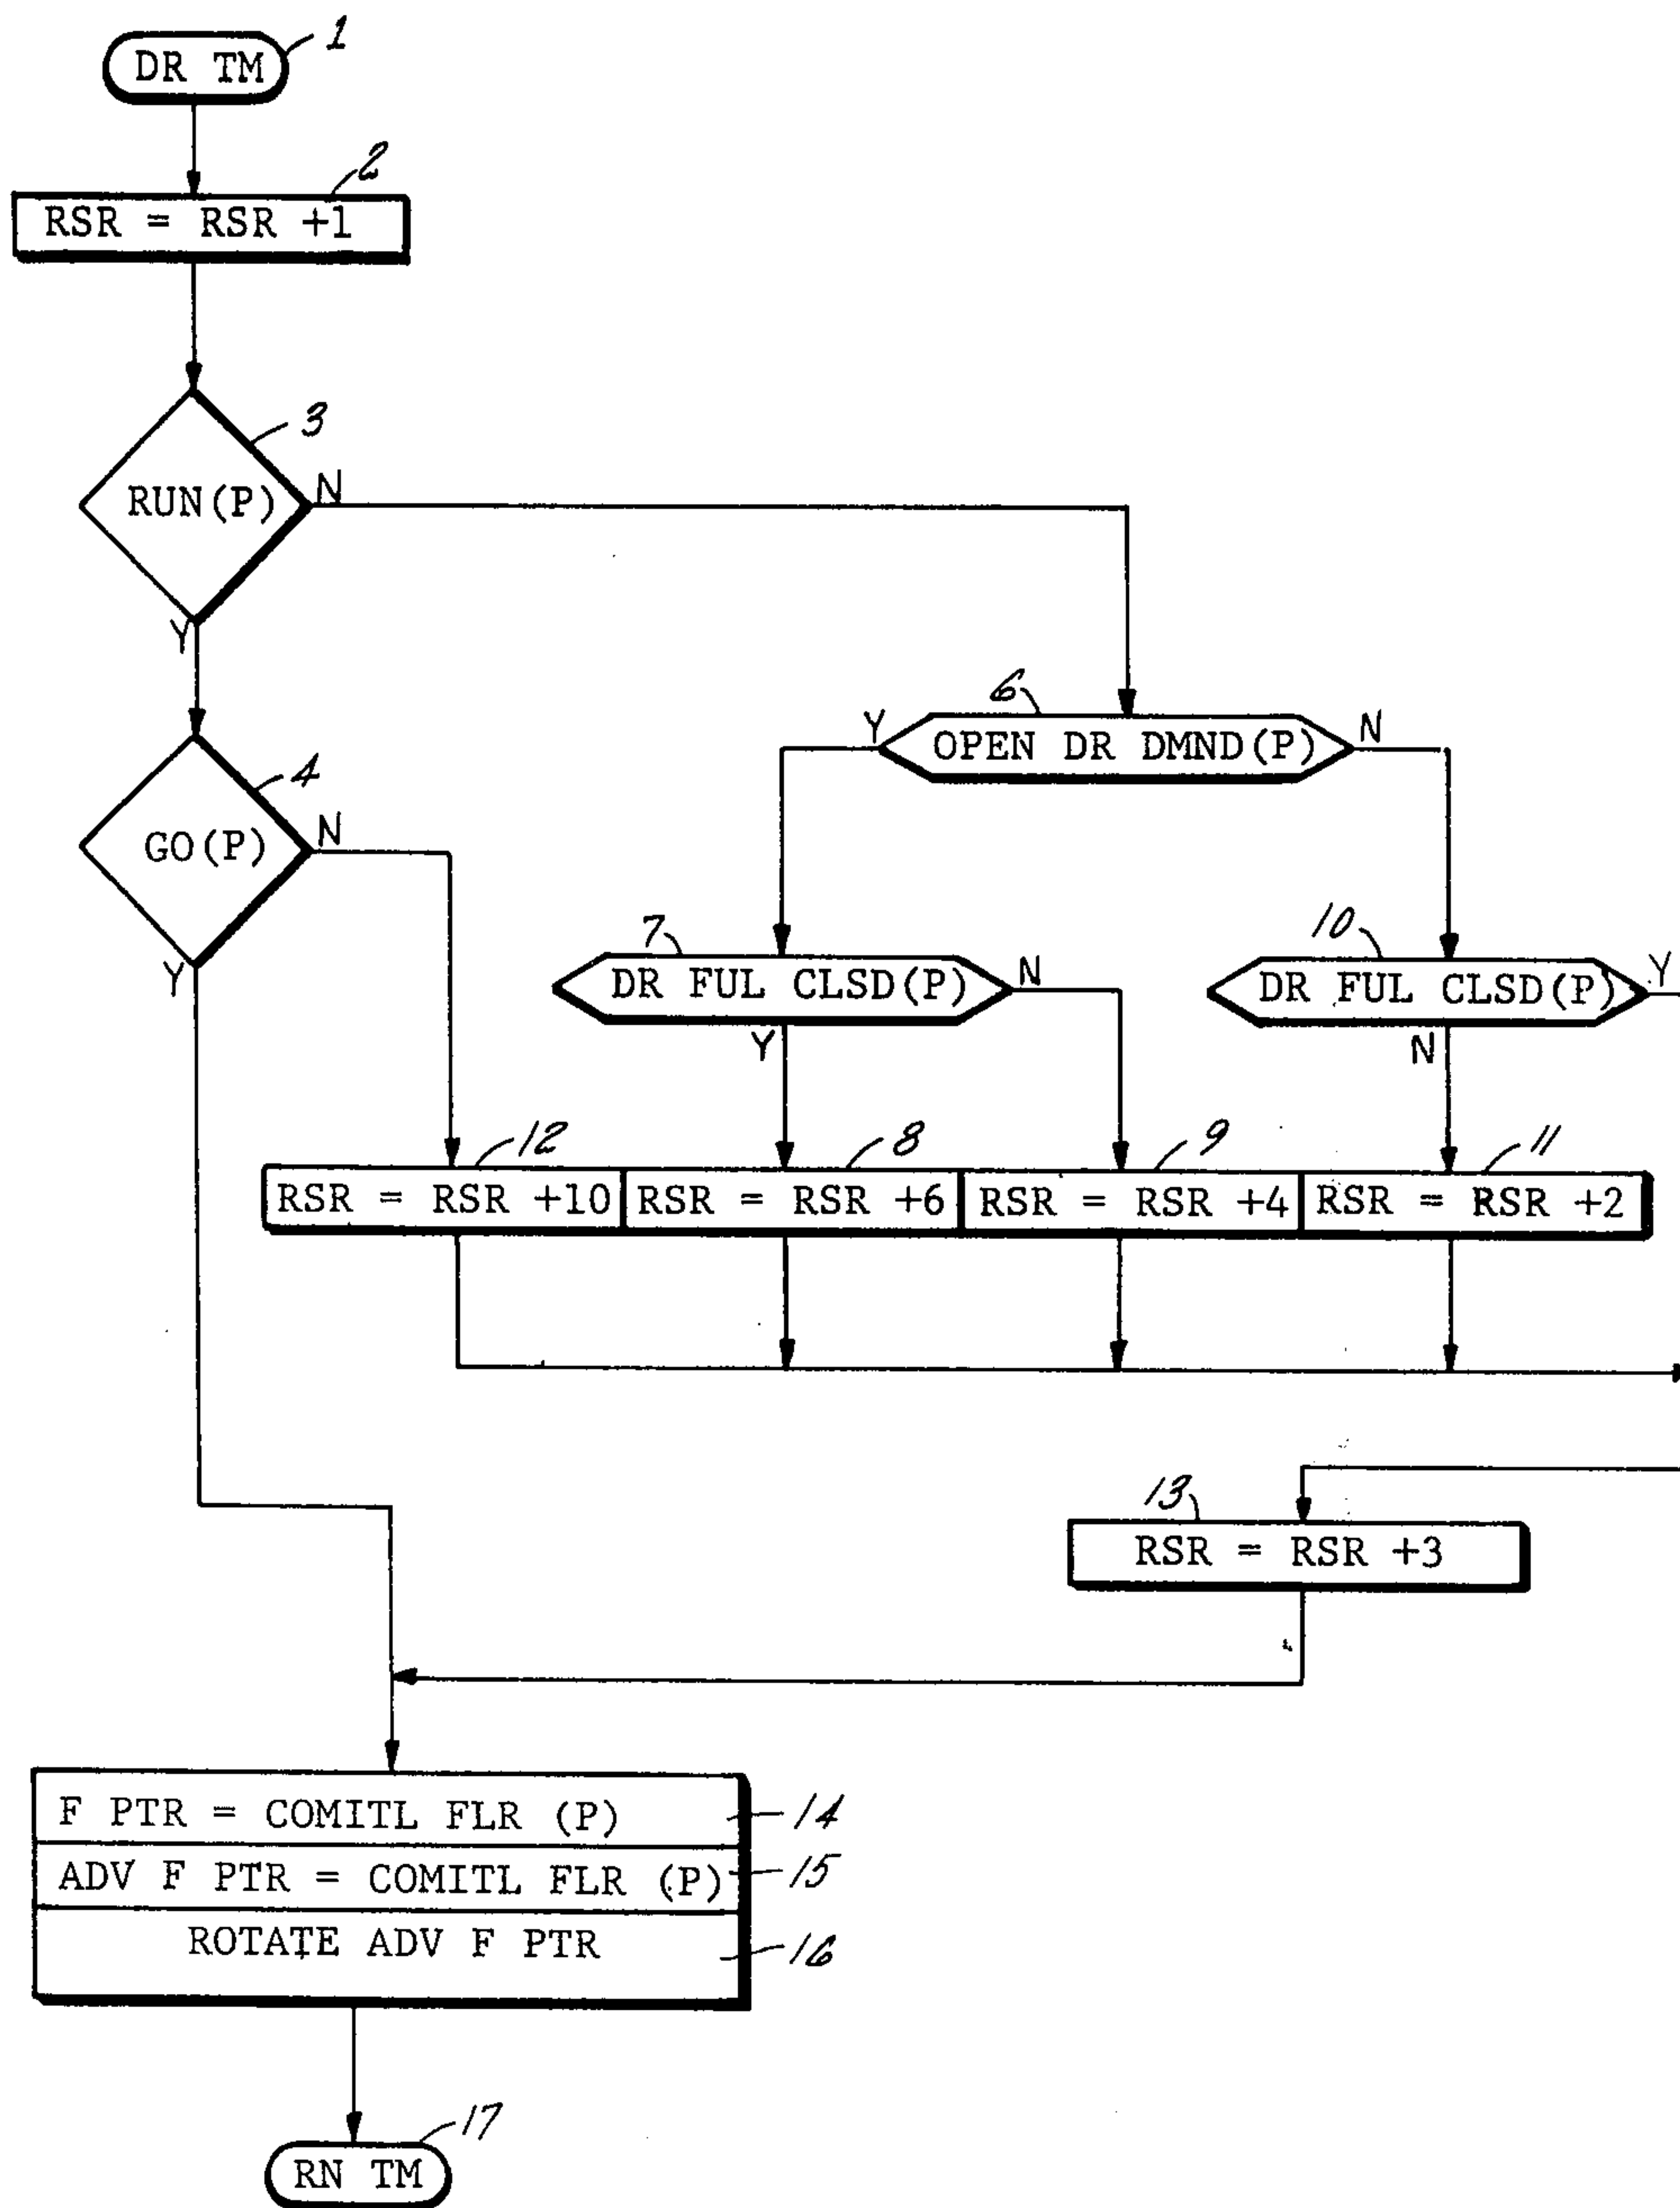 1
DR TM
2
RSR = RSR +1
3
RUN(P)
N
Y
6
Y
OPEN DR DMND(P)
N
4
GO(P)
N
Y
7
DR FUL CLSD(P)
N
Y
10
DR FUL CLSD(P)
Y
N
12
8
9
11
RSR = RSR +10
RSR = RSR +6
RSR = RSR +4
RSR = RSR +2
13
RSR = RSR +3
F PTR = COMITL FLR (P)
14
ADV F PTR = COMITL FLR (P)
15
ROTATE ADV F PTR
16
17
RN TM